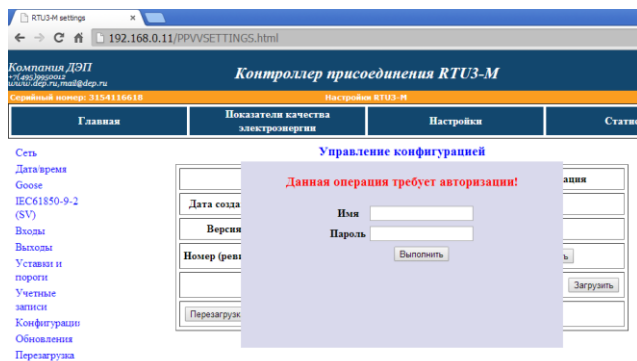 RTU3-M settings
192.168.0.11/PPVVSETTINGS.html
Компания ДЭП
+7(495)9950012
www.dep.ru,mail@dep.ru
Контроллер присоединения RTU3-M
Серийный номер: 3154116618
Настройки RTU3-M
Главная
Показатели качества
электроэнергии
Настройки
Стати
Управление конфигурацией
Сеть
Дата/время
Goose
IEC61850-9-2
(SV)
Входы
Выходы
Уставки и
пороги
Учетные
записи
Конфигураци
Обновления
Перезагрузка
Данная операция требует авторизации!
ация
Дата созда
Имя
Версия
Пароль
Номер (реви
Выполнить
ь
Загрузить
Перезагрузк